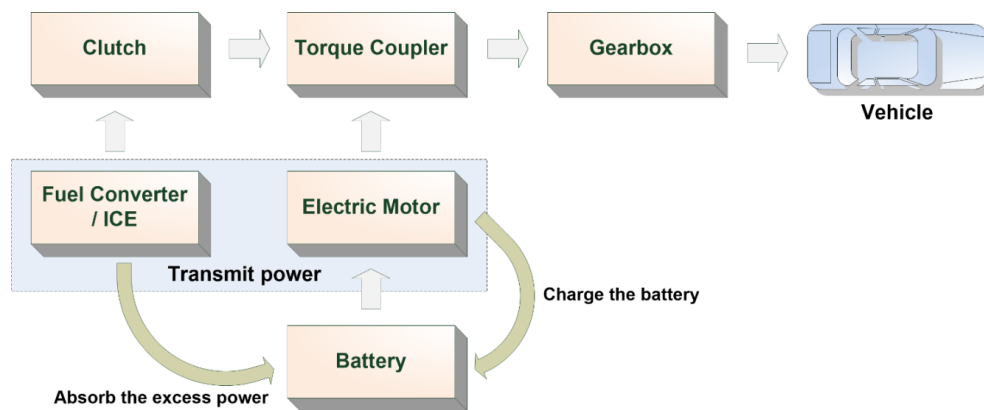 Clutch
Torque Coupler
Gearbox
Vehicle
Fuel Converter
/ ICE
Electric Motor
Transmit power
Charge the battery
Battery
Absorb the excess power